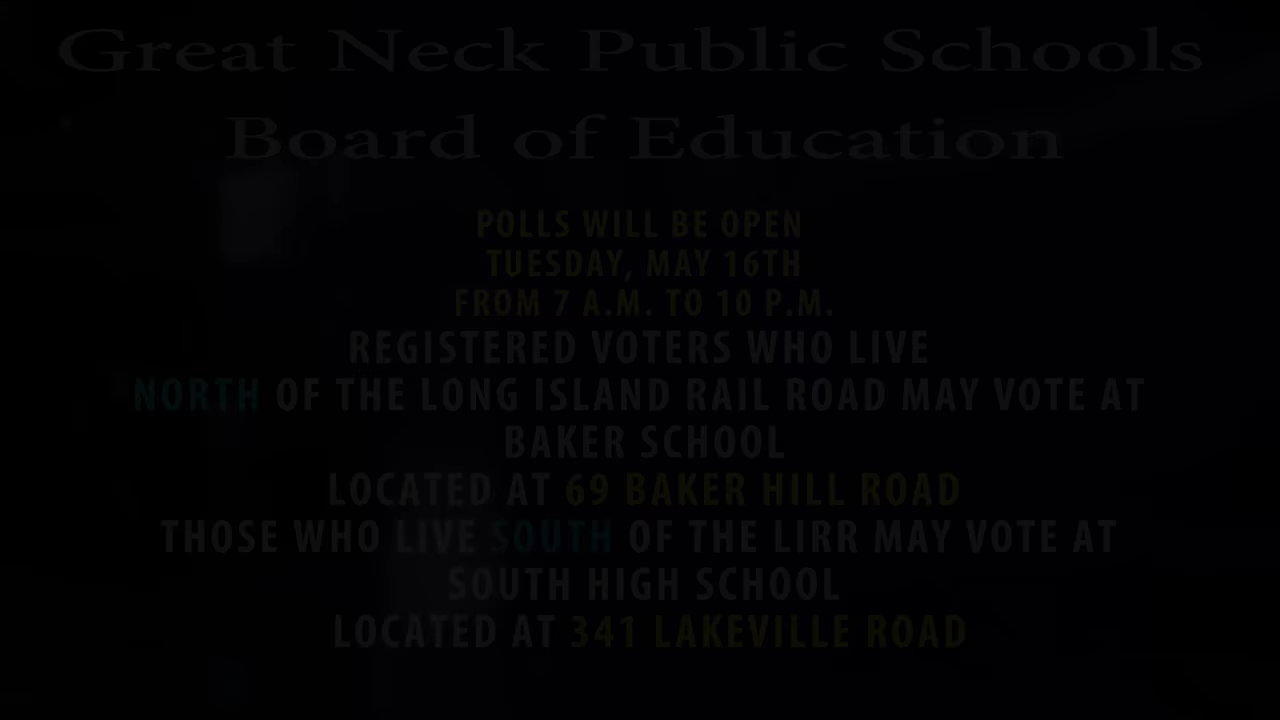 Great Neck Public Schools
Board of Education
POLLS WILL BE OPEN
TUESDAY, MAY 16TH
FROM 7 A.M. TO 10 P.M.
REGISTERED VOTERS WHO LIVE
NORTH OF THE LONG ISLAND RAIL ROAD MAY VOTE AT
BAKER SCHOOL
LOCATED AT 69 BAKER HILL ROAD
THOSE WHO LIVE SOUTH OF THE LIRR MAY VOTE AT
SOUTH HIGH SCHOOL
LOCATED AT 341 LAKEVILLE ROAD